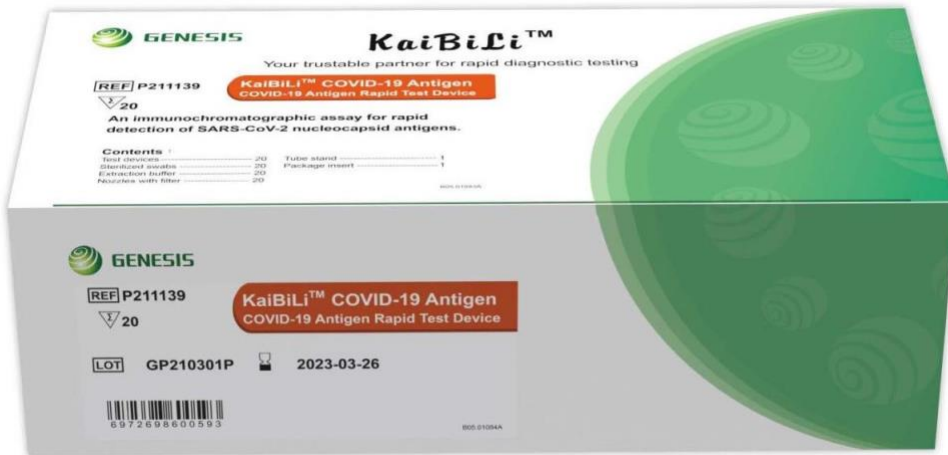 GENESIS
KaiBiLi™
Your trustable partner for rapid diagnostic testing
REF P211139
Σ 20
KaiBiLi™ COVID-19 Antigen
COVID-19 Antigen Rapid Test Device
An immunochromatographic assay for rapid
detection of SARS-CoV-2 nucleocapsid antigens.
Contents :
Test devices 20 Tube stand 1
Sterilized swabs 20 Package insert 1
Extraction buffer 20
Nozzles with filter 20
GENESIS
REF P211139
Σ 20
KaiBiLi™ COVID-19 Antigen
COVID-19 Antigen Rapid Test Device
LOT GP210301P 2023-03-26
6972698600593
B05.01084A